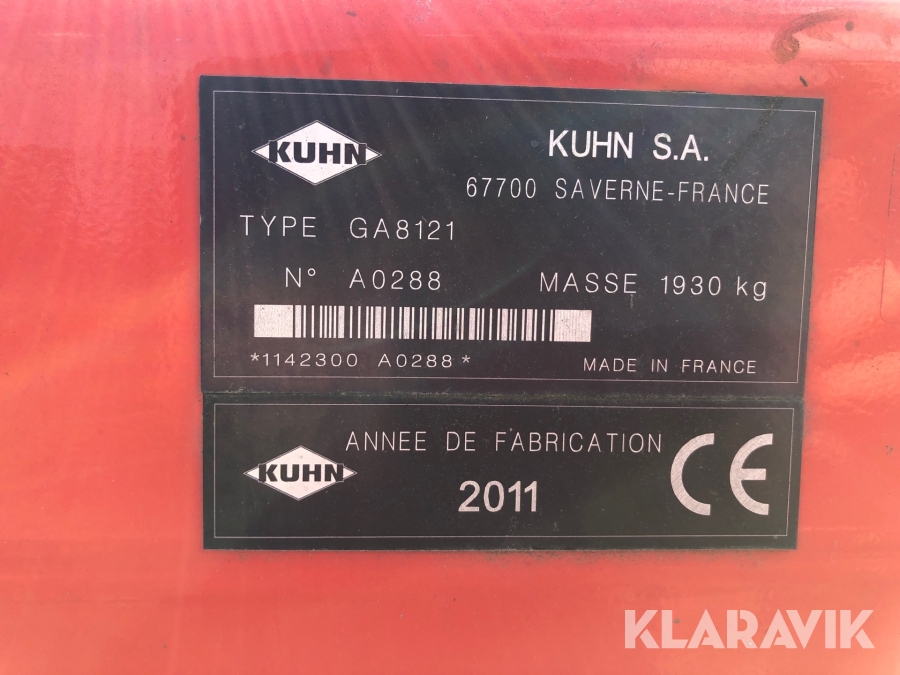 KUHN
KUHN S.A.
67700 SAVERNE-FRANCE
TYPE GA8121
N° A0288 MASSE 1930 kg
*1142300 A0288*
MADE IN FRANCE
ANNEE DE FABRICATION
KUHN
2011
CE
KLARAVIK